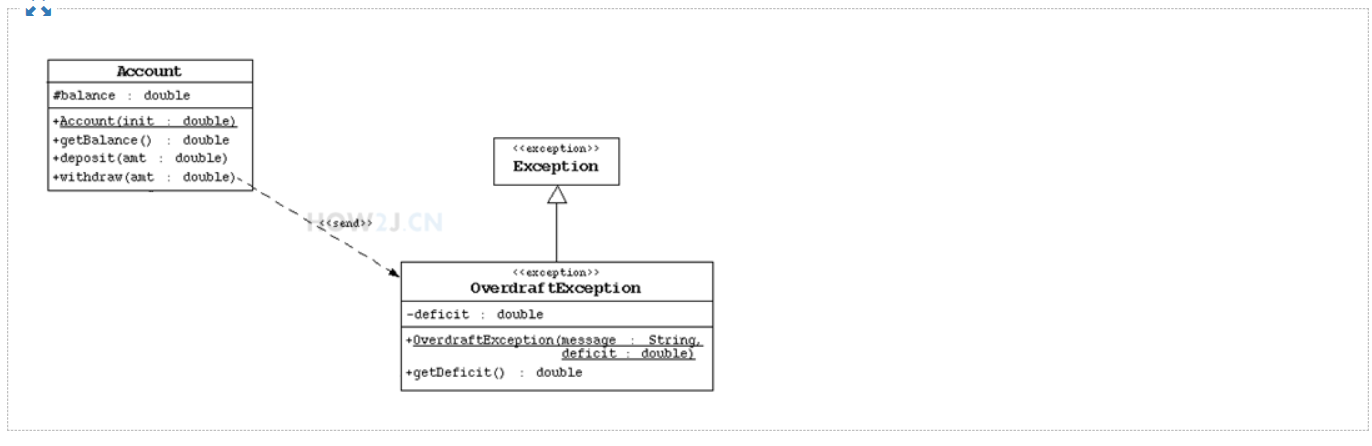 Account
#balance : double
+Account(init : double)
+getBalance() : double
+deposit(amt : double)
+withdraw(amt : double)
<<exception>>
Exception
HOW2J.CN
<<send>>
<<exception>>
OverdraftException
-deficit : double
+OverdraftException(message : String,
deficit : double)
+getDeficit() : double